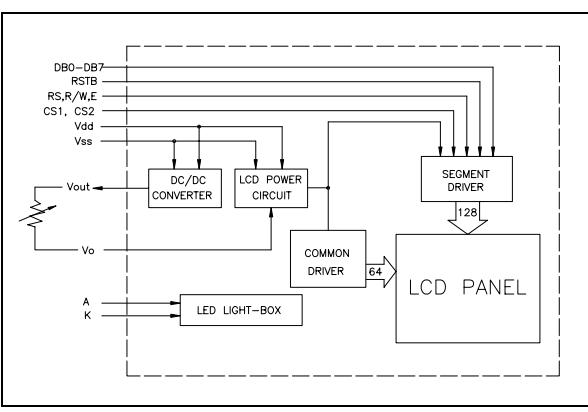 DB0-DB7
RSTB
RS,R/W,E
CS1, CS2
Vdd
Vss
Vout
DC/DC
CONVERTER
LCD POWER
CIRCUIT
SEGMENT
DRIVER
128
Vo
COMMON
DRIVER
64
LCD PANEL
A
K
LED LIGHT-BOX